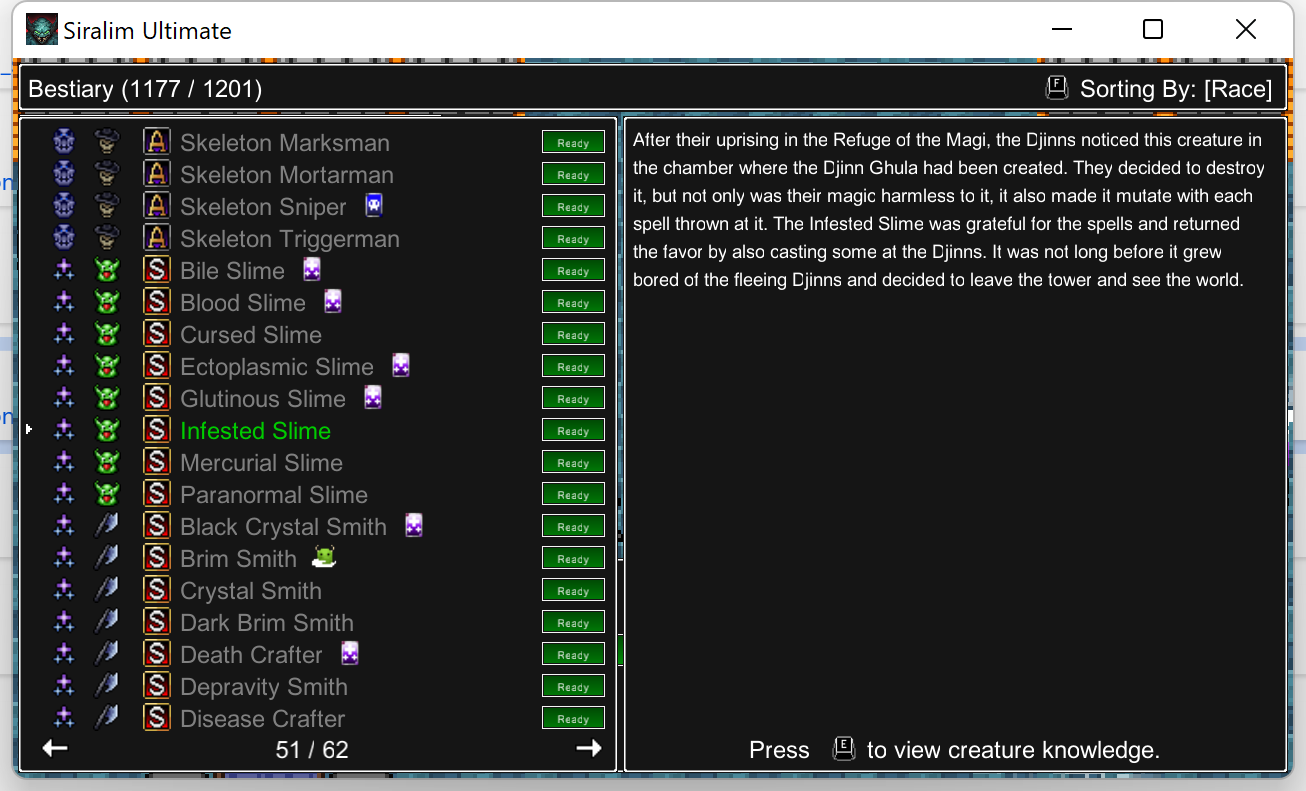 Siralim Ultimate
Bestiary (1177 / 1201)
F Sorting By: [Race]
A Skeleton Marksman Ready
A Skeleton Mortarman Ready
A Skeleton Sniper Ready
A Skeleton Triggerman Ready
S Bile Slime Ready
S Blood Slime Ready
S Cursed Slime Ready
S Ectoplasmic Slime Ready
S Glutinous Slime Ready
S Infested Slime Ready
S Mercurial Slime Ready
S Paranormal Slime Ready
S Black Crystal Smith Ready
S Brim Smith Ready
S Crystal Smith Ready
S Dark Brim Smith Ready
S Death Crafter Ready
S Depravity Smith Ready
S Disease Crafter Ready
51 / 62
After their uprising in the Refuge of the Magi, the Djinns noticed this creature in
the chamber where the Djinn Ghula had been created. They decided to destroy
it, but not only was their magic harmless to it, it also made it mutate with each
spell thrown at it. The Infested Slime was grateful for the spells and returned
the favor by also casting some at the Djinns. It was not long before it grew
bored of the fleeing Djinns and decided to leave the tower and see the world.
Press E to view creature knowledge.